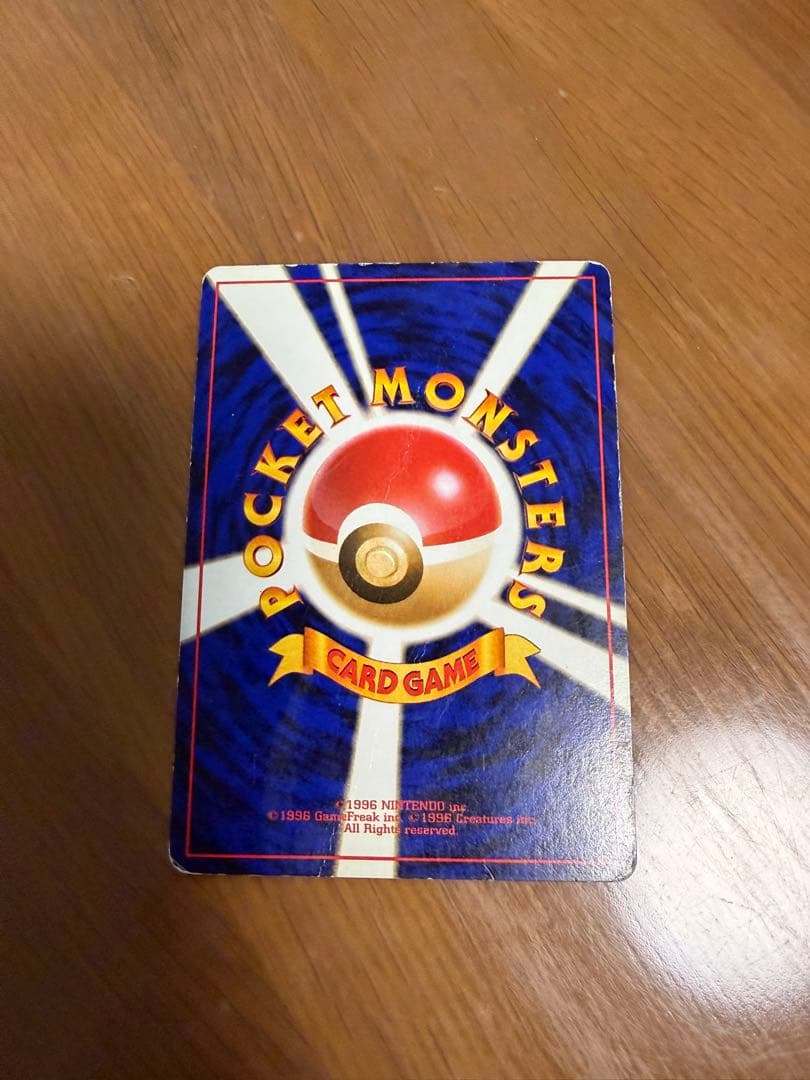 POCKET MONSTERS
CARD GAME
©1996 NINTENDO inc.
©1996 GameFreak inc. ©1996 Creatures inc.
All Rights reserved.